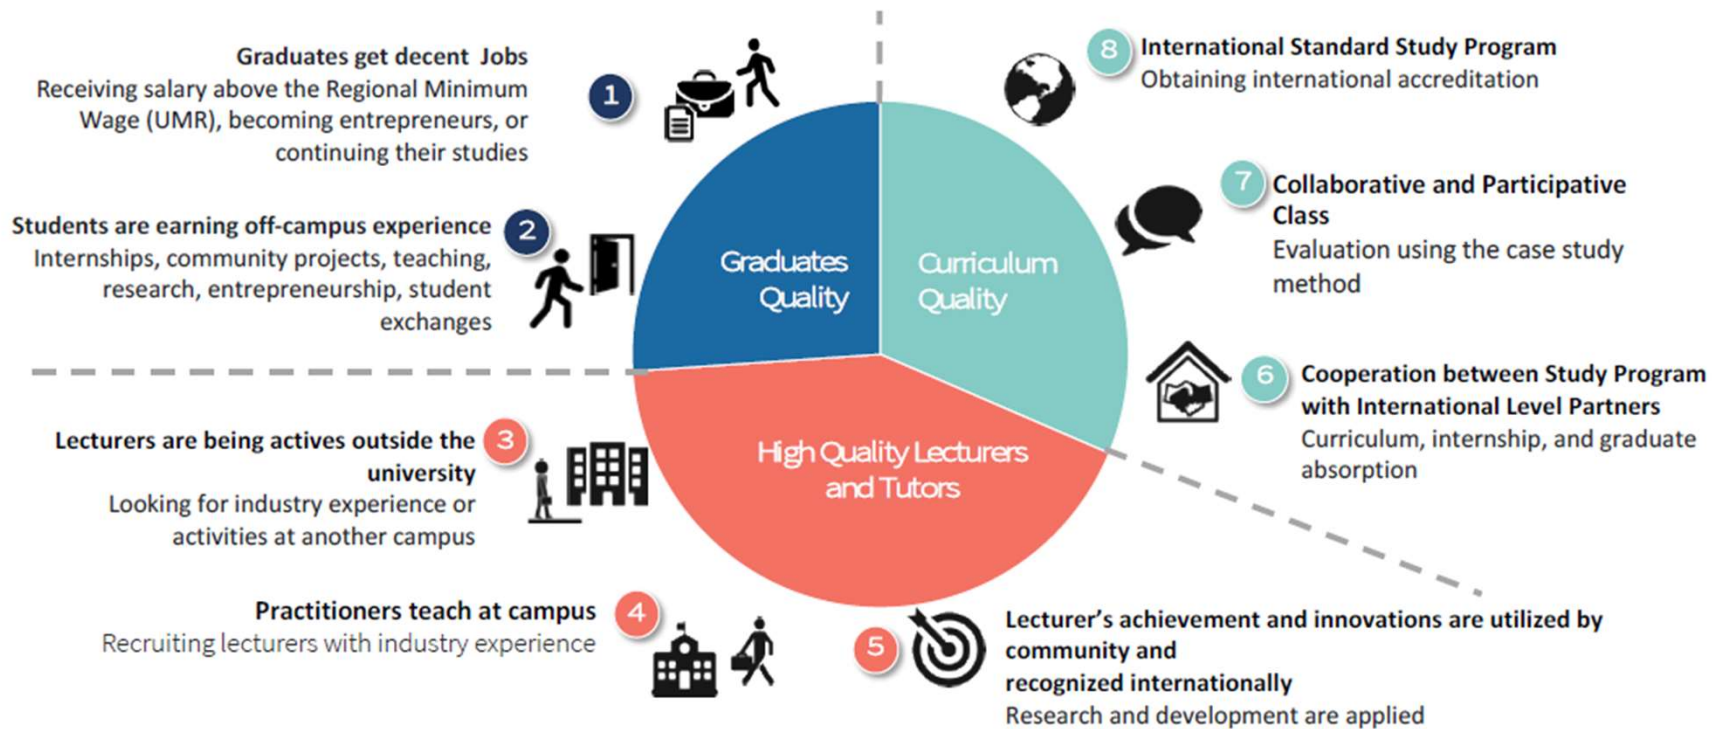 1
Graduates get decent Jobs
Receiving salary above the Regional Minimum
Wage (UMR), becoming entrepreneurs, or
continuing their studies
2
Students are earning off-campus experience
Internships, community projects, teaching,
research, entrepreneurship, student
exchanges
3
Lecturers are being actives outside the
university
Looking for industry experience or
activities at another campus
4
Practitioners teach at campus
Recruiting lecturers with industry experience
5
Lecturer's achievement and innovations are utilized by
community and
recognized internationally
Research and development are applied
6
Cooperation between Study Program
with International Level Partners
Curriculum, internship, and graduate
absorption
7
Collaborative and Participative
Class
Evaluation using the case study
method
8
International Standard Study Program
Obtaining international accreditation
Graduates
Quality
Curriculum
Quality
High Quality Lecturers
and Tutors